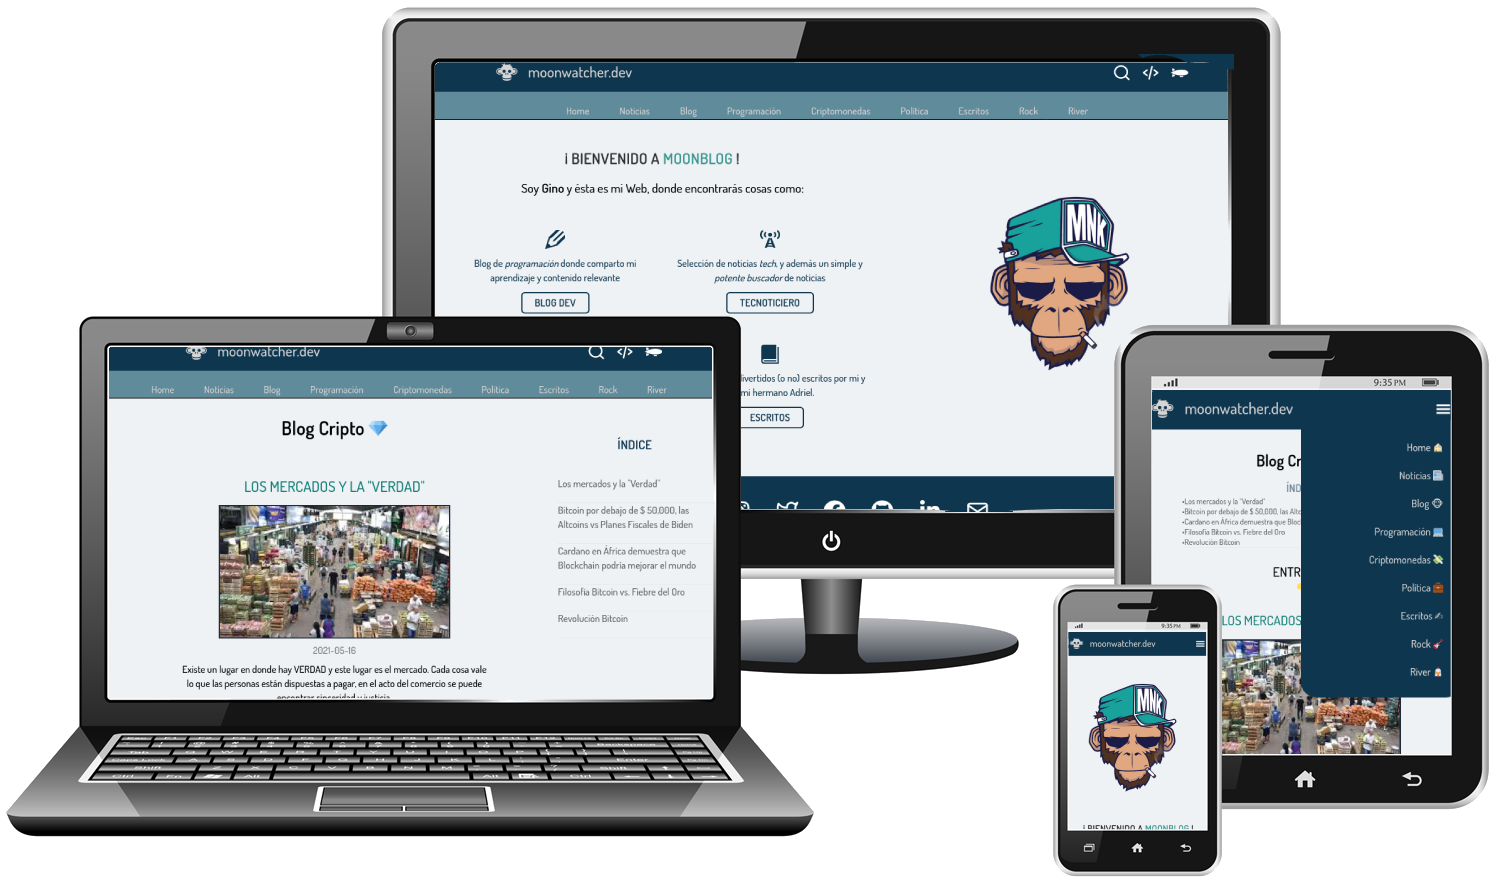 moonwatcher.dev
Home Noticias Blog Programación Criptomonedas Política Escritos Rock River
¡ BIENVENIDO A MOONBLOG !
Soy Gino y ésta es mi Web, donde encontrarás cosas como:
Blog de programación donde comparto mi
aprendizaje y contenido relevante
BLOG DEV
Selección de noticias tech, y además un simple y
potente buscador de noticias
TECNOTICIERO
divertidos (o no) escritos por mi y
mi hermano Adriel.
ESCRITOS
MNK
moonwatcher.dev
Home Noticias Blog Programación Criptomonedas Política Escritos Rock River
Blog Cripto
LOS MERCADOS Y LA "VERDAD"
2021-05-16
Existe un lugar en donde hay VERDAD y este lugar es el mercado. Cada cosa vale
lo que las personas están dispuestas a pagar, en el acto del comercio se puede
encontrar sinceridad y justicia
ÍNDICE
Los mercados y la "Verdad"
Bitcoin por debajo de $ 50,000, las
Altcoins vs Planes Fiscales de Biden
Cardano en África demuestra que
Blockchain podría mejorar el mundo
Filosofía Bitcoin vs. Fiebre del Oro
Revolución Bitcoin
9:35 PM
moonwatcher.dev
Blog Cr
ÍND
•Los mercados y la "Verdad"
•Bitcoin por debajo de $ 50,000, las Altc
•Cardano en África demuestra que Bloc
•Filosofía Bitcoin vs. Fiebre del Oro
•Revolución Bitcoin
ENTR
LOS MERCADOS
Home
Noticias
Blog
Programación
Criptomonedas
Política
Escritos
Rock
River
9:35 PM
moonwatcher.dev
MNK
¡ BIENVENIDO A MOONBLOG !